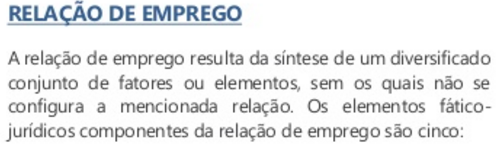 RELAÇÃO DE EMPREGO
A relação de emprego resulta da síntese de um diversificado
conjunto de fatores ou elementos, sem os quais não se
configura a mencionada relação. Os elementos fático-
jurídicos componentes da relação de emprego são cinco: